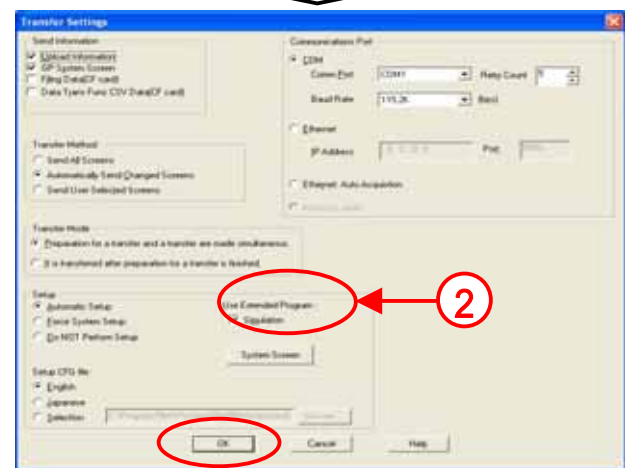 Transfer Settings
Send Information
Upload Information
GP System Screen
Filing Data(CF card)
Data Trans Func CSV Data(CF card)
Communications Port
COM
Comm Port
COM1
Retry Count
Baud Rate
115.2K
Ethernet
IP Address
Port
Ethernet: Auto Acquisition
Transfer Method
Send All Screens
Automatically Send Changed Screens
Send User Selected Screens
Transfer Mode
Preparation for a transfer and a transfer are made simultaneous.
It is transferred after preparation for a transfer is finished.
Setup
Automatic Setup
Force System Setup
Do NOT Perform Setup
Use Extended Program
Simulation
System Screen
2
Setup CFG file
English
Japanese
Selection
OK
Cancel
Help